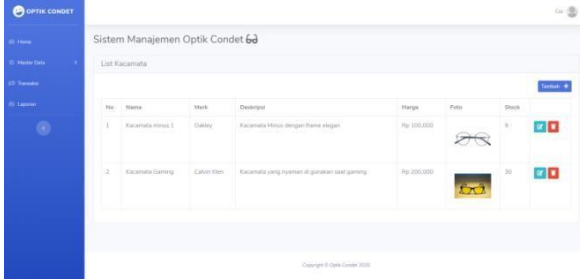 OPTIK CONDET
Home
Master Data
Transaksi
Laporan
Sistem Manajemen Optik Condet
List Kacamata
Tambah +
No Nama Merk Deskripsi Harga Foto Stock
1 Kacamata minus 1 Oakley Kacamata Minus dengan frame elegan Rp 100,000 9
2 Kacamata Gaming Calvin Klen Kacamata yang nyaman di gunakan saat gaming Rp 200,000 30
Copyright © Optik Condet 2020